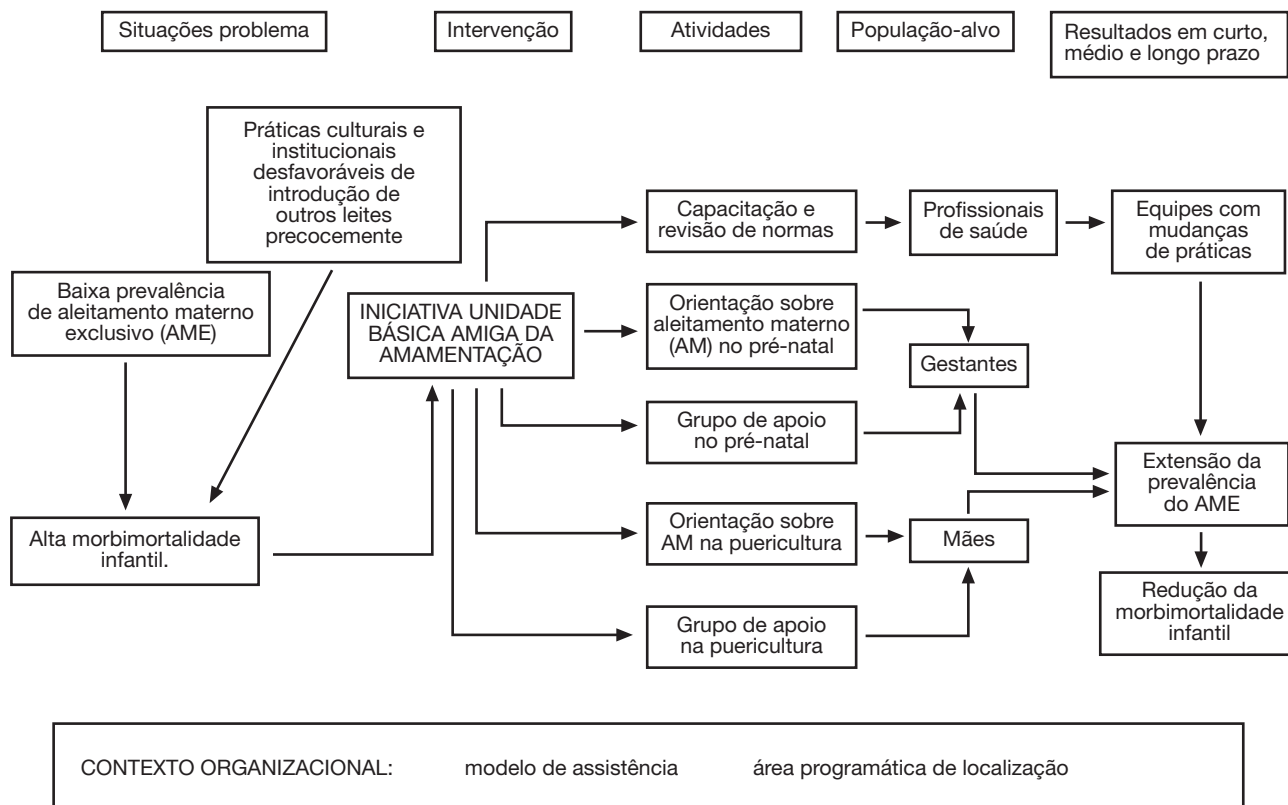 Situações problema
Intervenção
Atividades
População-alvo
Resultados em curto,
médio e longo prazo
Práticas culturais e
institucionais
desfavoráveis de
introdução de
outros leites
precocemente
Baixa prevalência
de aleitamento materno
exclusivo (AME)
Alta morbimortalidade
infantil.
INICIATIVA UNIDADE
BÁSICA AMIGA DA
AMAMENTAÇÃO
Capacitação e
revisão de normas
Orientação sobre
aleitamento materno
(AM) no pré-natal
Grupo de apoio
no pré-natal
Orientação sobre
AM na puericultura
Grupo de apoio
na puericultura
Profissionais
de saúde
Gestantes
Mães
Equipes com
mudanças
de práticas
Extensão da
prevalência
do AME
Redução da
morbimortalidade
infantil
CONTEXTO ORGANIZACIONAL: modelo de assistência área programática de localização